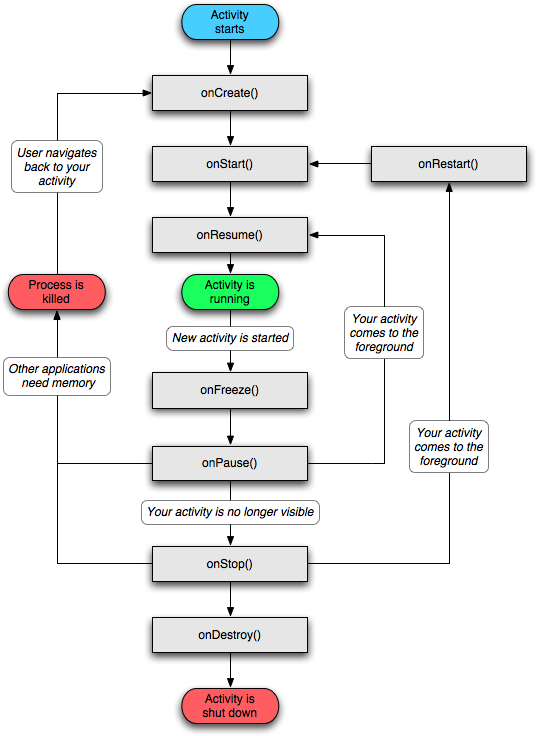 Activity
starts
onCreate()
User navigates
back to your
activity
onStart()
onRestart()
onResume()
Process is
killed
Activity is
running
New activity is started
Your activity
comes to the
foreground
Other applications
need memory
onFreeze()
Your activity
comes to the
foreground
onPause()
Your activity is no longer visible
onStop()
onDestroy()
Activity is
shut down